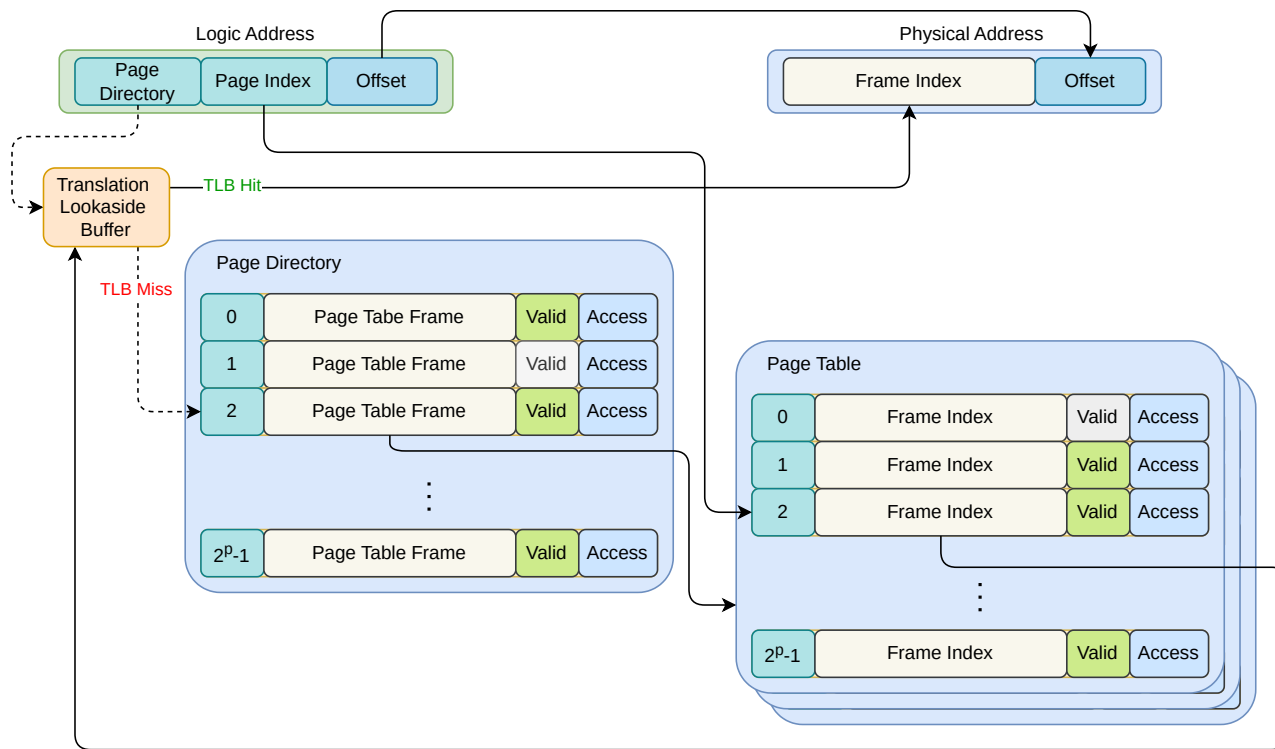 Logic Address
Physical Address
Page
Directory
Page Index
Offset
Frame Index
Offset
Translation
Lookaside
Buffer
TLB Hit
TLB Miss
Page Directory
0 Page Tabe Frame Valid Access
1 Page Table Frame Valid Access
2 Page Table Frame Valid Access
⋮
2ᵖ-1 Page Table Frame Valid Access
Page Table
0 Frame Index Valid Access
1 Frame Index Valid Access
2 Frame Index Valid Access
⋮
2ᵖ-1 Frame Index Valid Access